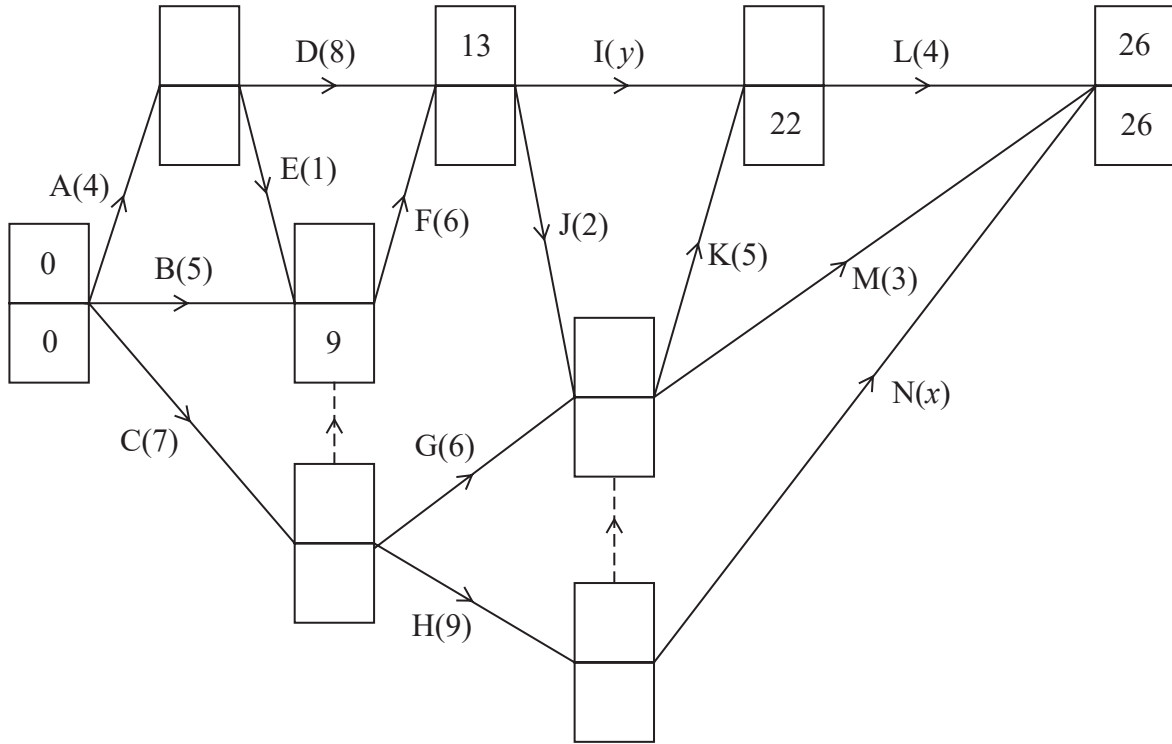 13
26
D(8)
I(y)
L(4)
22
26
E(1)
A(4)
F(6)
J(2)
0
B(5)
K(5)
M(3)
0
9
N(x)
C(7)
G(6)
H(9)